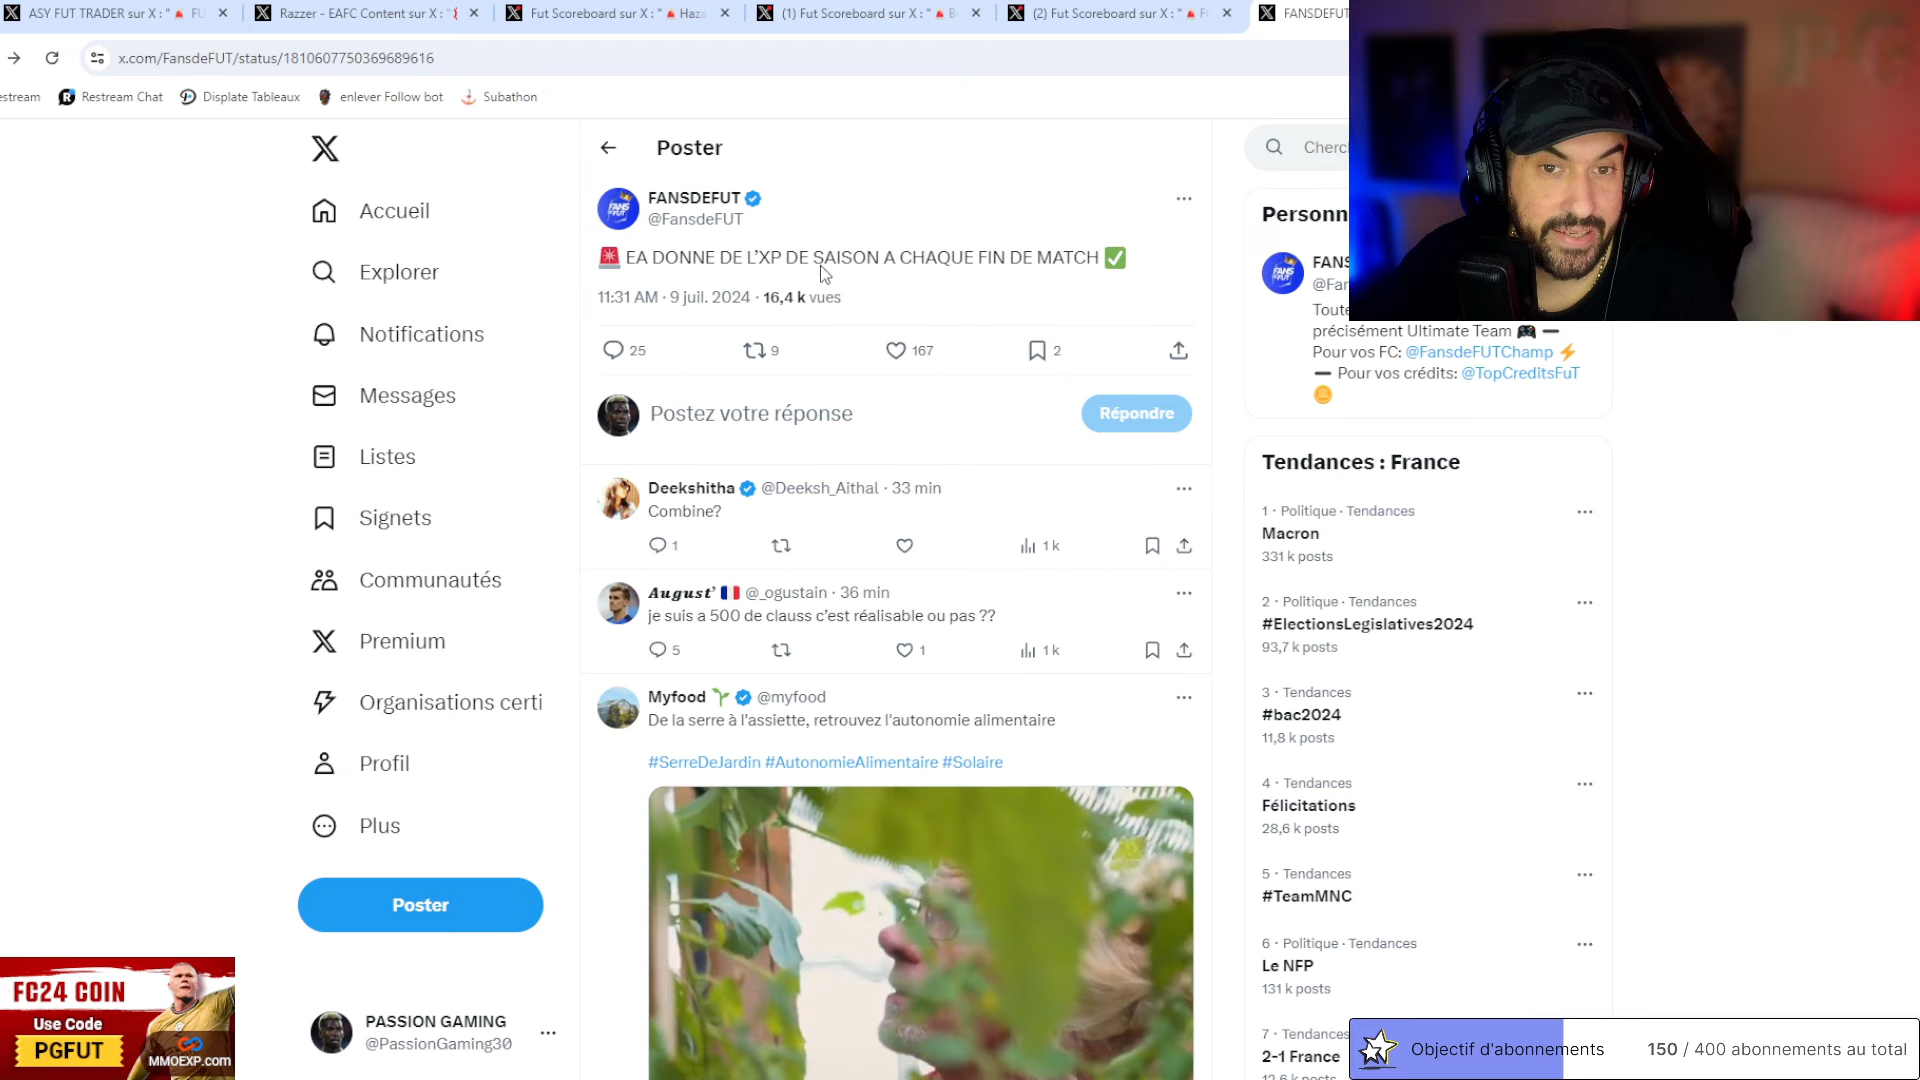 ASY FUT TRADER sur X : "🚨 FU
Razzer - EAFC Content sur X : "
Fut Scoreboard sur X : "🚨 Haza
(1) Fut Scoreboard sur X : "🚨 B
(2) Fut Scoreboard sur X : "🚨 F
FANSDEFUT
x.com/FansdeFUT/status/1810607750369689616
estream
Restream Chat
Displate Tableaux
enlever Follow bot
Subathon
Accueil
Explorer
Notifications
Messages
Listes
Signets
Communautés
Premium
Organisations certi
Profil
Plus
Poster
PASSION GAMING
@PassionGaming30
FC24 COIN
Use Code
PGFUT
MMOEXP.com
Poster
FANSDEFUT
@FansdeFUT
🚨 EA DONNE DE L'XP DE SAISON A CHAQUE FIN DE MATCH ✅
11:31 AM · 9 juil. 2024 · 16,4 k vues
25 9 167 2
Postez votre réponse
Répondre
Deekshitha @Deeksh_Aithal · 33 min
Combine?
1 1 k
August' 🇫🇷 @_ogustain · 36 min
je suis a 500 de clauss c'est réalisable ou pas ??
5 1 1 k
Myfood 🌱 @myfood
De la serre à l'assiette, retrouvez l'autonomie alimentaire
#SerreDeJardin #AutonomieAlimentaire #Solaire
Cherc
Personn
FANS
@Fan
Toute
précisément Ultimate Team 🎮 ➖
Pour vos FC: @FansdeFUTChamp ⚡
➖ Pour vos crédits: @TopCreditsFuT
Tendances : France
1 · Politique · Tendances
Macron
331 k posts
2 · Politique · Tendances
#ElectionsLegislatives2024
93,7 k posts
3 · Tendances
#bac2024
11,8 k posts
4 · Tendances
Félicitations
28,6 k posts
5 · Tendances
#TeamMNC
6 · Politique · Tendances
Le NFP
131 k posts
7 · Tendances
2-1 France
12,6 k posts
Objectif d'abonnements 150 / 400 abonnements au total